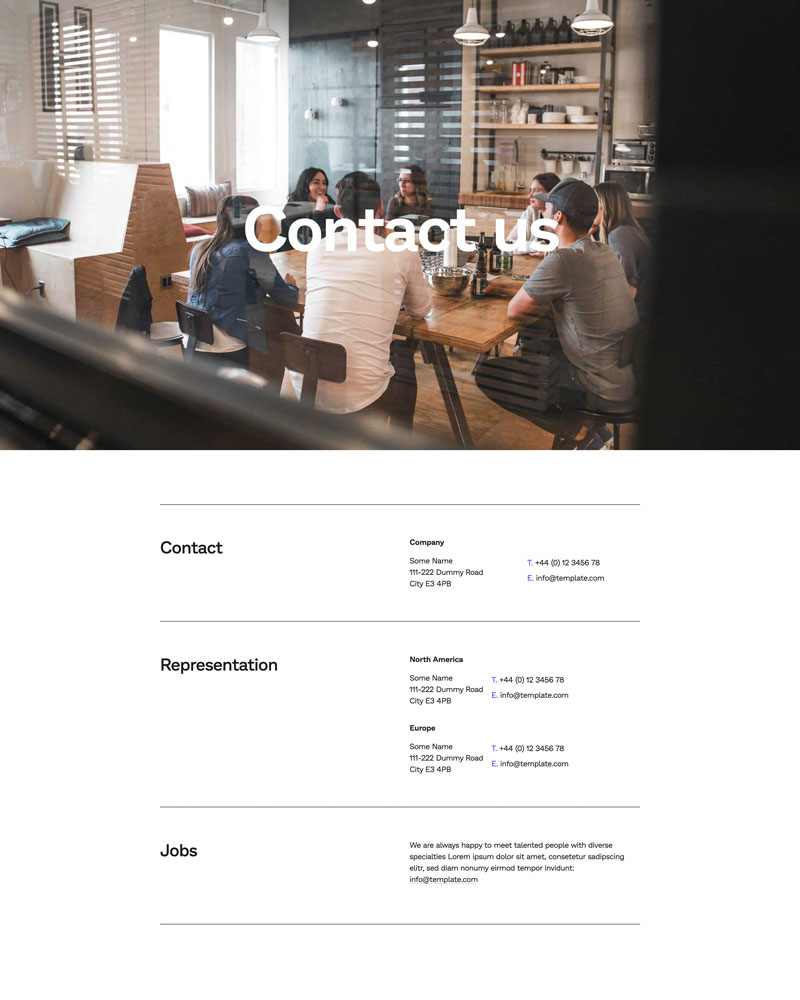 Contact us
Contact
Company
Some Name
111-222 Dummy Road
City E3 4PB
T. +44 (0) 12 3456 78
E. info@template.com
Representation
North America
Some Name
111-222 Dummy Road
City E3 4PB
T. +44 (0) 12 3456 78
E. info@template.com
Europe
Some Name
111-222 Dummy Road
City E3 4PB
T. +44 (0) 12 3456 78
E. info@template.com
Jobs
We are always happy to meet talented people with diverse
specialties Lorem ipsum dolor sit amet, consetetur sadipscing
elitr, sed diam nonumy eirmod tempor invidunt:
info@template.com